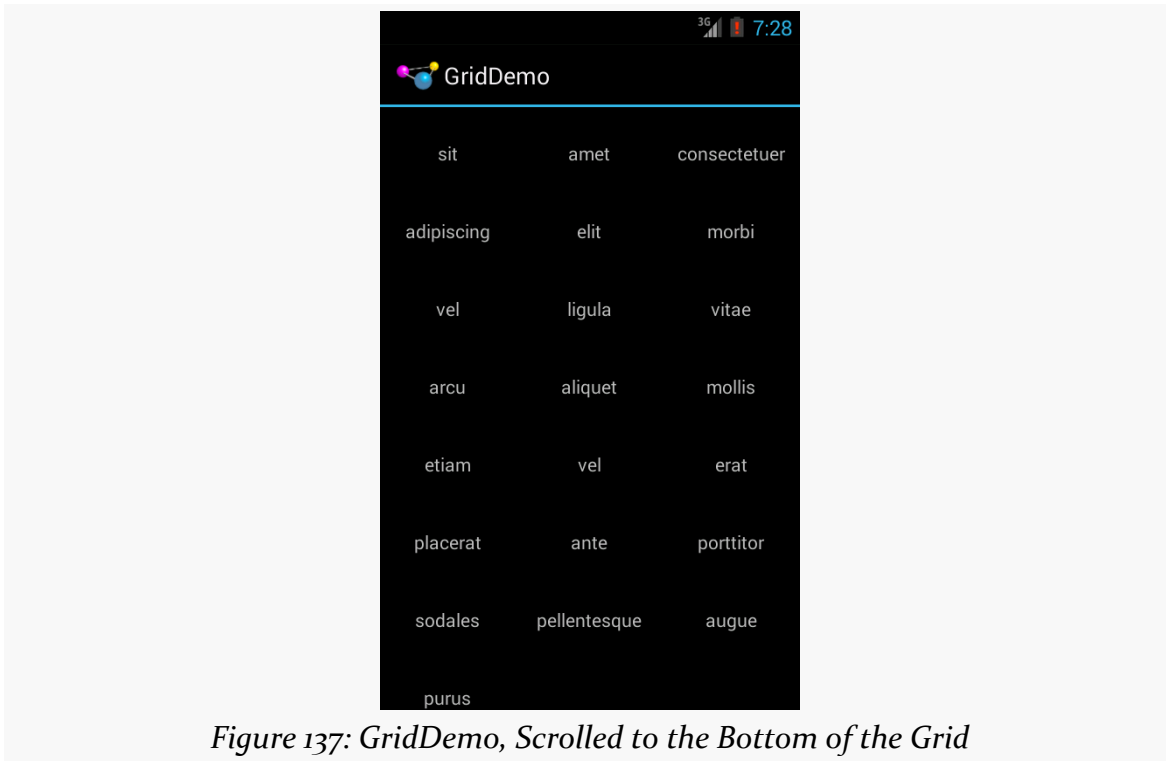 3G 7:28
GridDemo
sit amet consectetuer
adipiscing elit morbi
vel ligula vitae
arcu aliquet mollis
etiam vel erat
placerat ante porttitor
sodales pellentesque augue
purus
Figure 137: GridDemo, Scrolled to the Bottom of the Grid